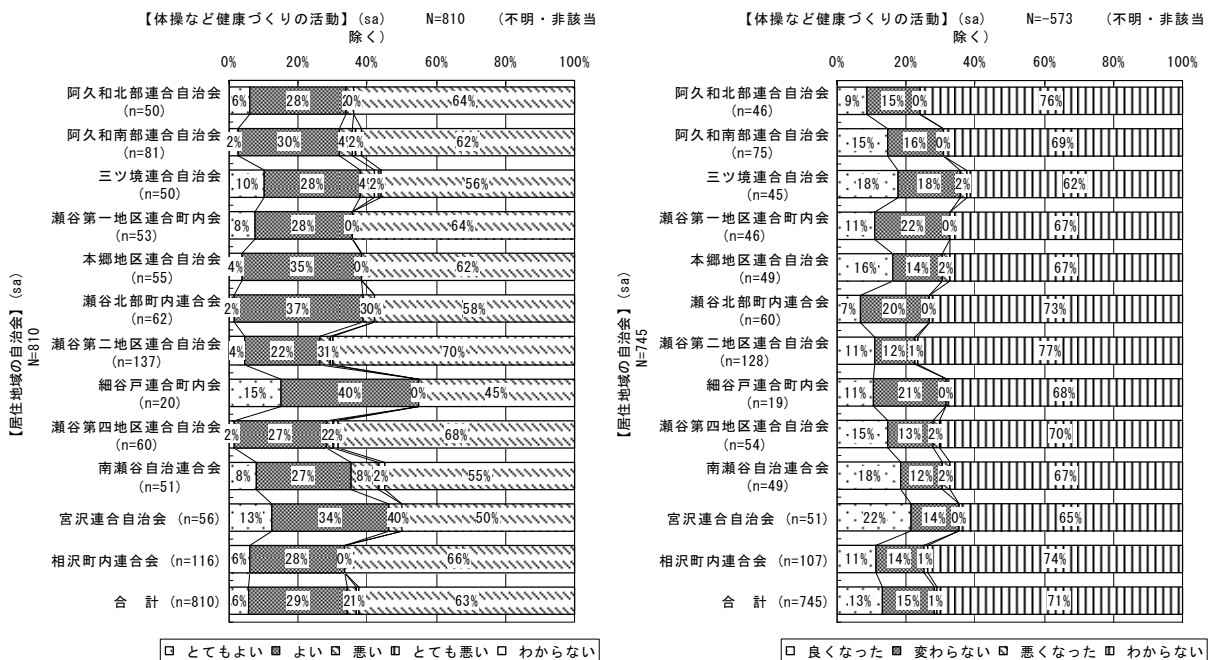 【体操など健康づくりの活動】(sa) N=810 (不明・非該当
除く)
0% 20% 40% 60% 80% 100%
【居住地域の自治会】(sa)
N=810
阿久和北部連合自治会
(n=50)
6% 28% 2% 0% 64%
阿久和南部連合自治会
(n=81)
2% 30% 4% 2% 62%
三ツ境連合自治会
(n=50)
10% 28% 4% 2% 56%
瀬谷第一地区連合町内会
(n=53)
8% 28% 0% 64%
本郷地区連合自治会
(n=55)
4% 35% 0% 62%
瀬谷北部町内連合会
(n=62)
2% 37% 3 0% 58%
瀬谷第二地区連合自治会
(n=137)
4% 22% 3 1% 70%
細谷戸連合町内会
(n=20)
15% 40% 0% 45%
瀬谷第四地区連合自治会
(n=60)
2% 27% 2 2% 68%
南瀬谷自治連合会
(n=51)
8% 27% 8% 2% 55%
宮沢連合自治会 (n=56)
13% 34% 4 0% 50%
相沢町内連合会 (n=116)
6% 28% 0% 66%
合 計 (n=810)
6% 29% 2 1% 63%
とてもよい よい 悪い とても悪い わからない
【体操など健康づくりの活動】(sa) N=-573 (不明・非該当
除く)
0% 20% 40% 60% 80% 100%
【居住地域の自治会】(sa)
N=745
阿久和北部連合自治会
(n=46)
9% 15% 0% 76%
阿久和南部連合自治会
(n=75)
15% 16% 0% 69%
三ツ境連合自治会
(n=45)
18% 18% 2% 62%
瀬谷第一地区連合町内会
(n=46)
11% 22% 0% 67%
本郷地区連合自治会
(n=49)
16% 14% 2% 67%
瀬谷北部町内連合会
(n=60)
7% 20% 0% 73%
瀬谷第二地区連合自治会
(n=128)
11% 12% 1% 77%
細谷戸連合町内会
(n=19)
11% 21% 0% 68%
瀬谷第四地区連合自治会
(n=54)
15% 13% 2% 70%
南瀬谷自治連合会
(n=49)
18% 12% 2% 67%
宮沢連合自治会 (n=51)
22% 14% 0% 65%
相沢町内連合会 (n=107)
11% 14% 1% 74%
合 計 (n=745)
13% 15% 1% 71%
良くなった 変わらない 悪くなった わからない